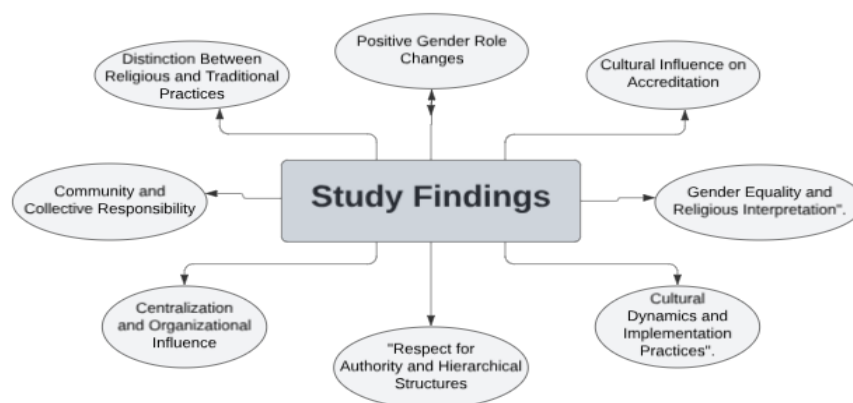 Positive Gender Role
Changes
Distinction Between
Religious and Traditional
Practices
Cultural Influence on
Accreditation
Study Findings
Community and
Collective Responsibility
Gender Equality and
Religious Interpretation".
Centralization
and Organizational
Influence
"Respect for
Authority and Hierarchical
Structures
Cultural
Dynamics and
Implementation
Practices".